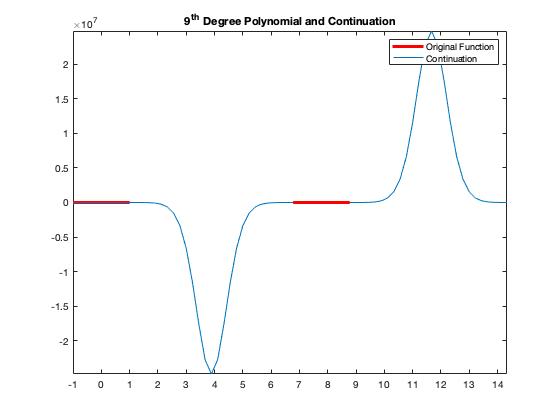 ×10^7
9^th Degree Polynomial and Continuation
Original Function
Continuation
2
1.5
1
0.5
0
-0.5
-1
-1.5
-2
-1 0 1 2 3 4 5 6 7 8 9 10 11 12 13 14